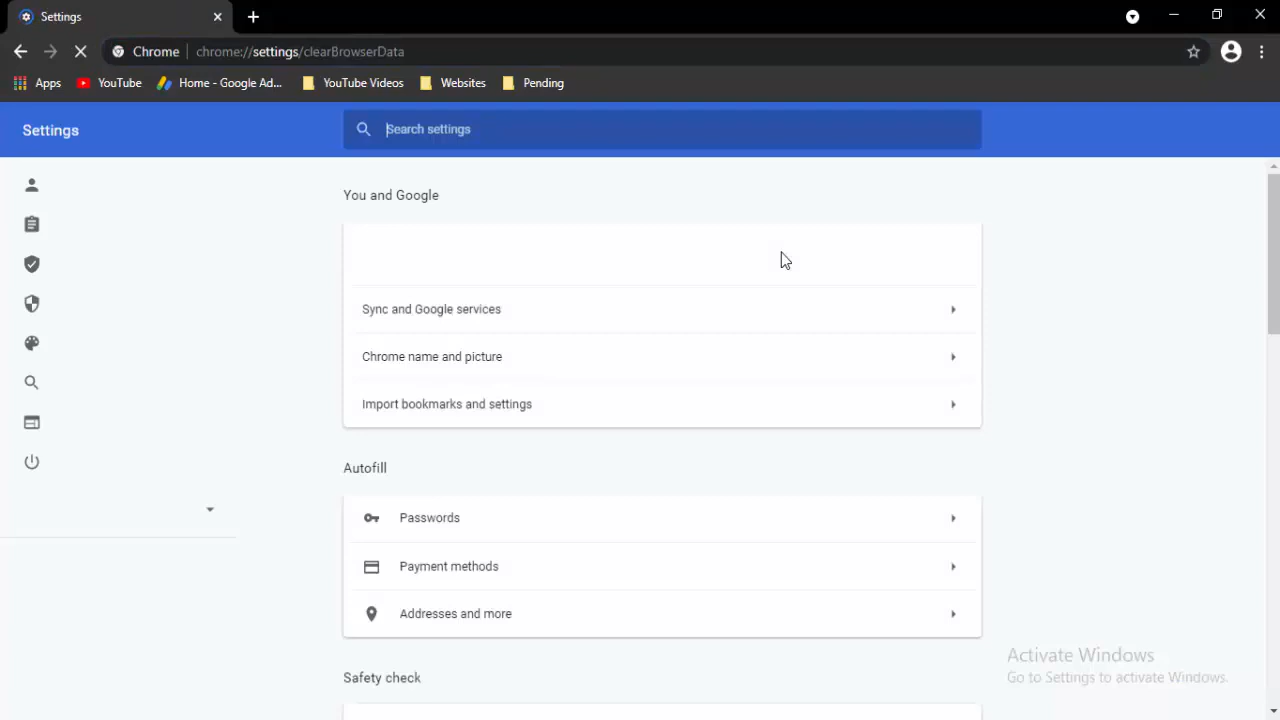 Settings
Chrome chrome://settings/clearBrowserData
Apps YouTube Home - Google Ad... YouTube Videos Websites Pending
Settings Search settings
You and Google
Sync and Google services
Chrome name and picture
Import bookmarks and settings
Autofill
Passwords
Payment methods
Addresses and more
Safety check
Activate Windows
Go to Settings to activate Windows.